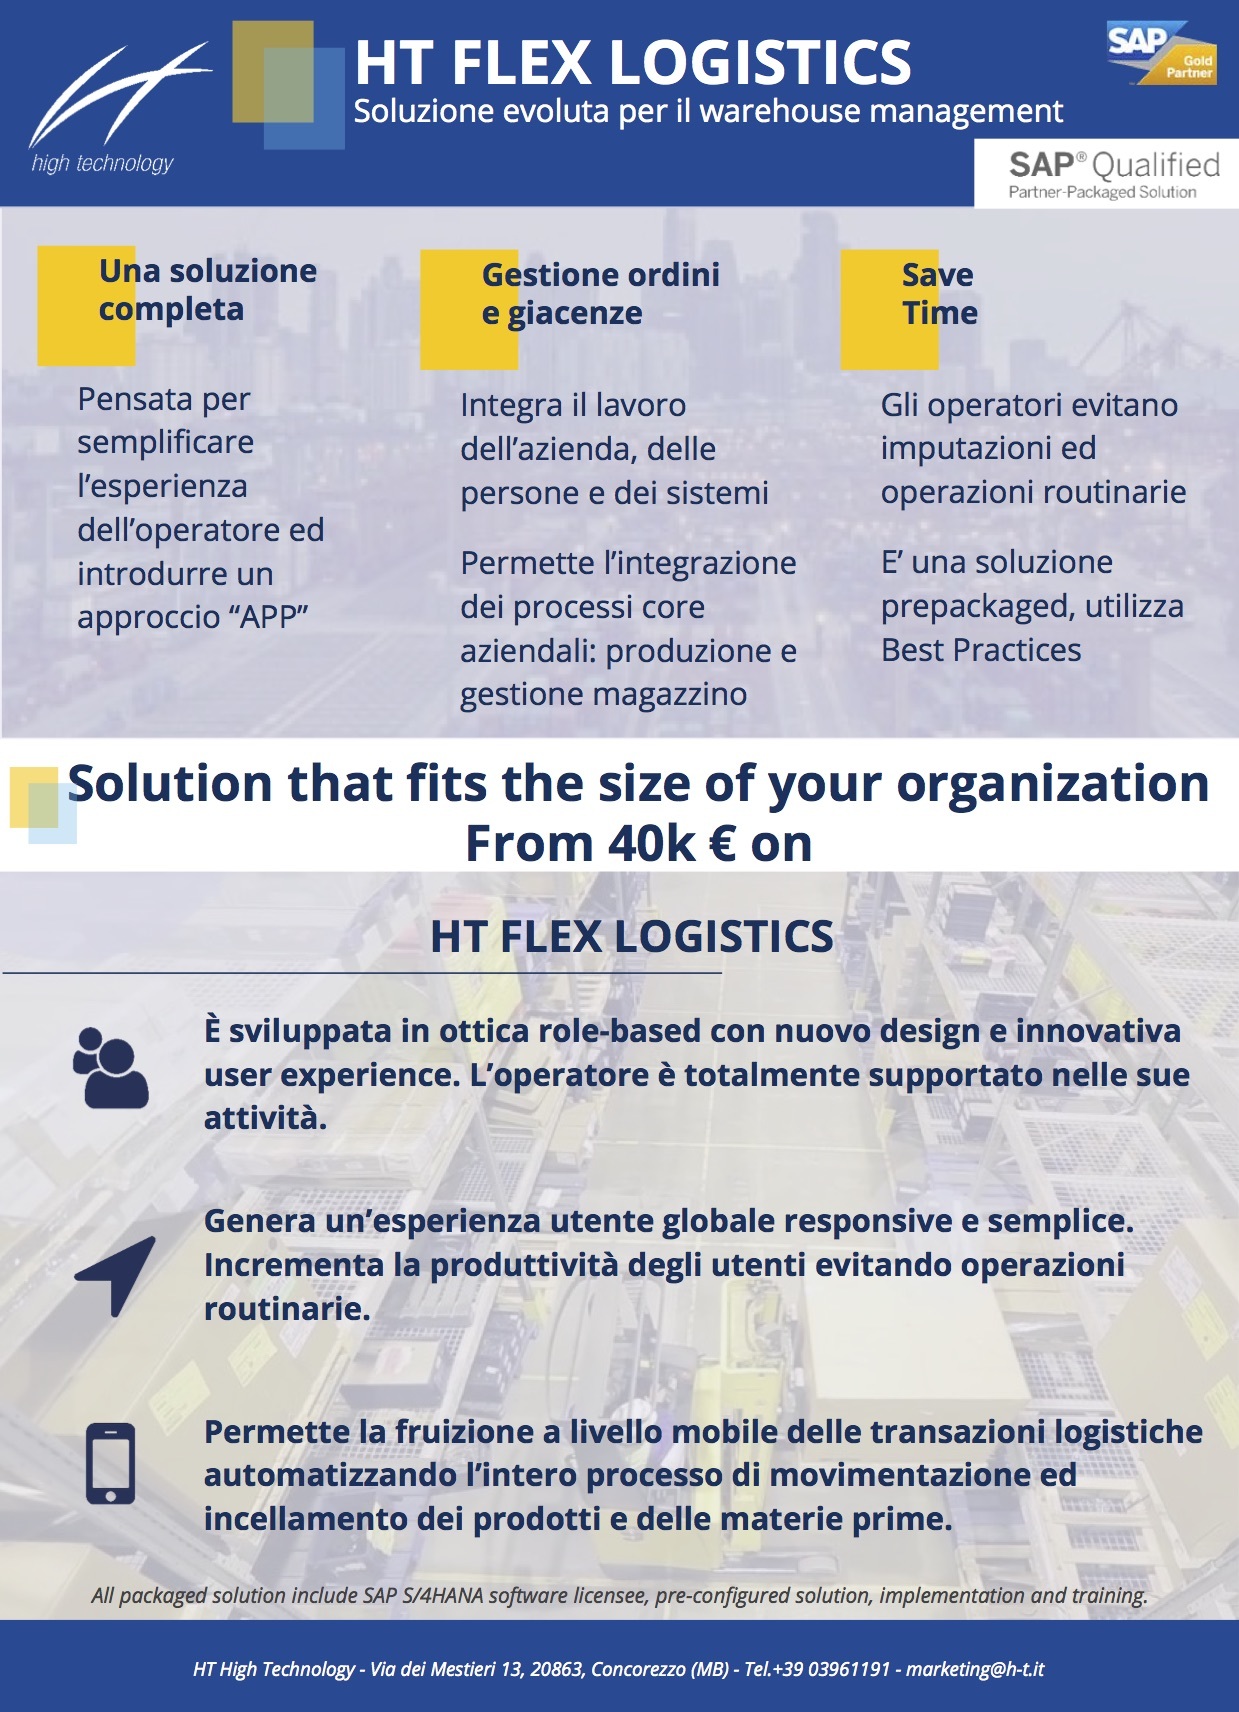 HT FLEX LOGISTICS
Soluzione evoluta per il warehouse management
high technology
SAP
Gold
Partner
SAP® Qualified
Partner-Packaged Solution
Una soluzione
completa
Pensata per
semplificare
l’esperienza
dell’operatore ed
introdurre un
approccio “APP”
Gestione ordini
e giacenze
Integra il lavoro
dell’azienda, delle
persone e dei sistemi
Permette l’integrazione
dei processi core
aziendali: produzione e
gestione magazzino
Save
Time
Gli operatori evitano
imputazioni ed
operazioni routinarie
E’ una soluzione
prepackaged, utilizza
Best Practices
Solution that fits the size of your organization
From 40k € on
HT FLEX LOGISTICS
È sviluppata in ottica role-based con nuovo design e innovativa
user experience. L’operatore è totalmente supportato nelle sue
attività.
Genera un’esperienza utente globale responsive e semplice.
Incrementa la produttività degli utenti evitando operazioni
routinarie.
Permette la fruizione a livello mobile delle transazioni logistiche
automatizzando l’intero processo di movimentazione ed
incellamento dei prodotti e delle materie prime.
All packaged solution include SAP S/4HANA software licensee, pre-configured solution, implementation and training.
HT High Technology - Via dei Mestieri 13, 20863, Concorezzo (MB) - Tel.+39 03961191 - marketing@h-t.it